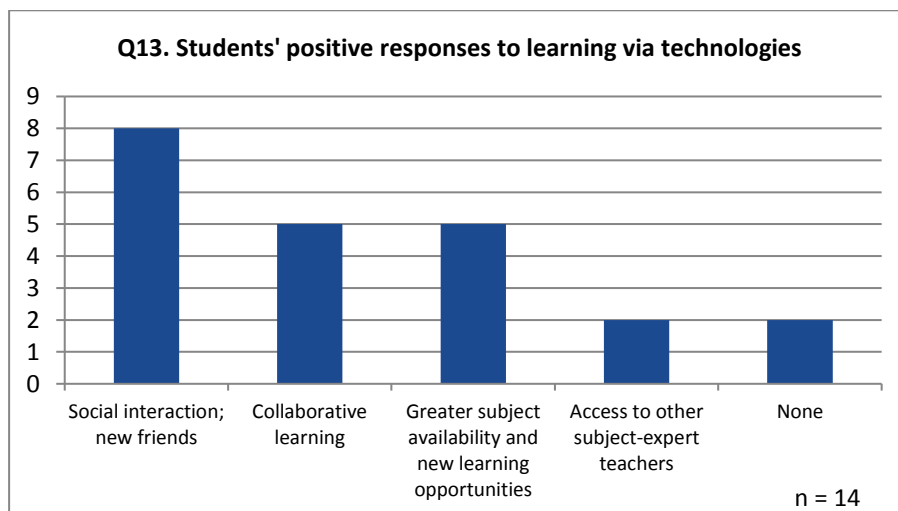 Q13. Students' positive responses to learning via technologies
9
8
7
6
5
4
3
2
1
0
Social interaction;
new friends
Collaborative
learning
Greater subject
availability and
new learning
opportunities
Access to other
subject-expert
teachers
None
n = 14